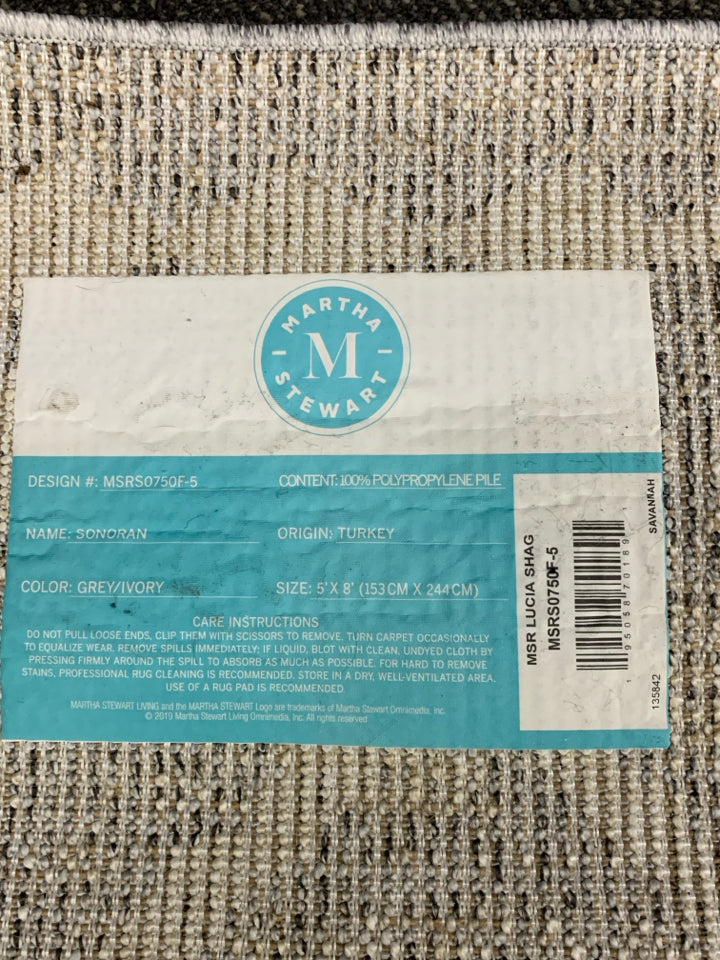 MARTHA
M
STEWART
DESIGN #: MSRS0750F-5
CONTENT: 100% POLYPROPYLENE PILE
NAME: SONORAN
ORIGIN: TURKEY
COLOR: GREY/IVORY
SIZE: 5' X 8' (153 CM X 244 CM)
CARE INSTRUCTIONS
DO NOT PULL LOOSE ENDS, CLIP THEM WITH SCISSORS TO REMOVE. TURN CARPET OCCASIONALLY
TO EQUALIZE WEAR. REMOVE SPILLS IMMEDIATELY; IF LIQUID, BLOT WITH CLEAN, UNDYED CLOTH BY
PRESSING FIRMLY AROUND THE SPILL TO ABSORB AS MUCH AS POSSIBLE. FOR HARD TO REMOVE
STAINS, PROFESSIONAL RUG CLEANING IS RECOMMENDED. STORE IN A DRY, WELL-VENTILATED AREA.
USE OF A RUG PAD IS RECOMMENDED
MARTHA STEWART LIVING and the MARTHA STEWART Logo are trademarks of Martha Stewart Omnimedia, Inc.
© 2019 Martha Stewart Living Omnimedia, Inc. All rights reserved
MSR LUCIA SHAG
MSRS0750F-5
1 95058 70189 1
SAVANNAH
135842